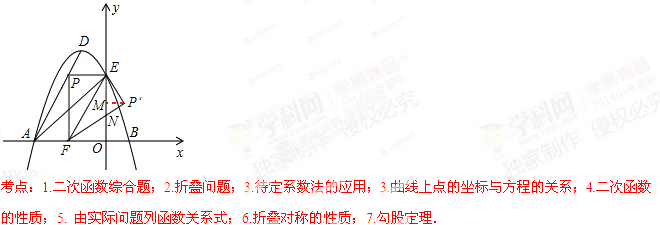 y
D
E
P
M
P'
N
A
F
O
B
x
考点：1.二次函数综合题；2.折叠问题；3.待定系数法的应用；3.曲线上点的坐标与方程的关系；4.二次函数
的性质；5. 由实际问题列函数关系式；6.折叠对称的性质；7.勾股定理．